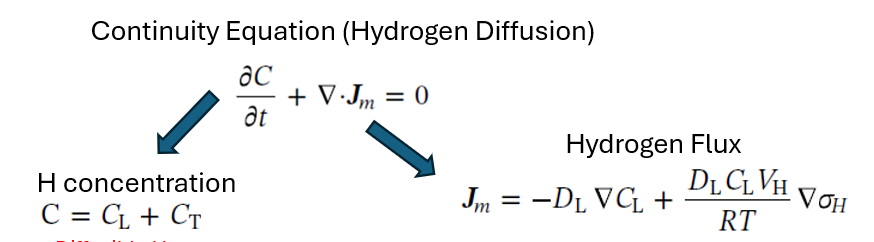 Continuity Equation (Hydrogen Diffusion)
∂C/∂t + ∇·J_m = 0
Hydrogen Flux
H concentration
C = C_L + C_T
J_m = −D_L ∇C_L + (D_L C_L V_H)/(RT) ∇σ_H